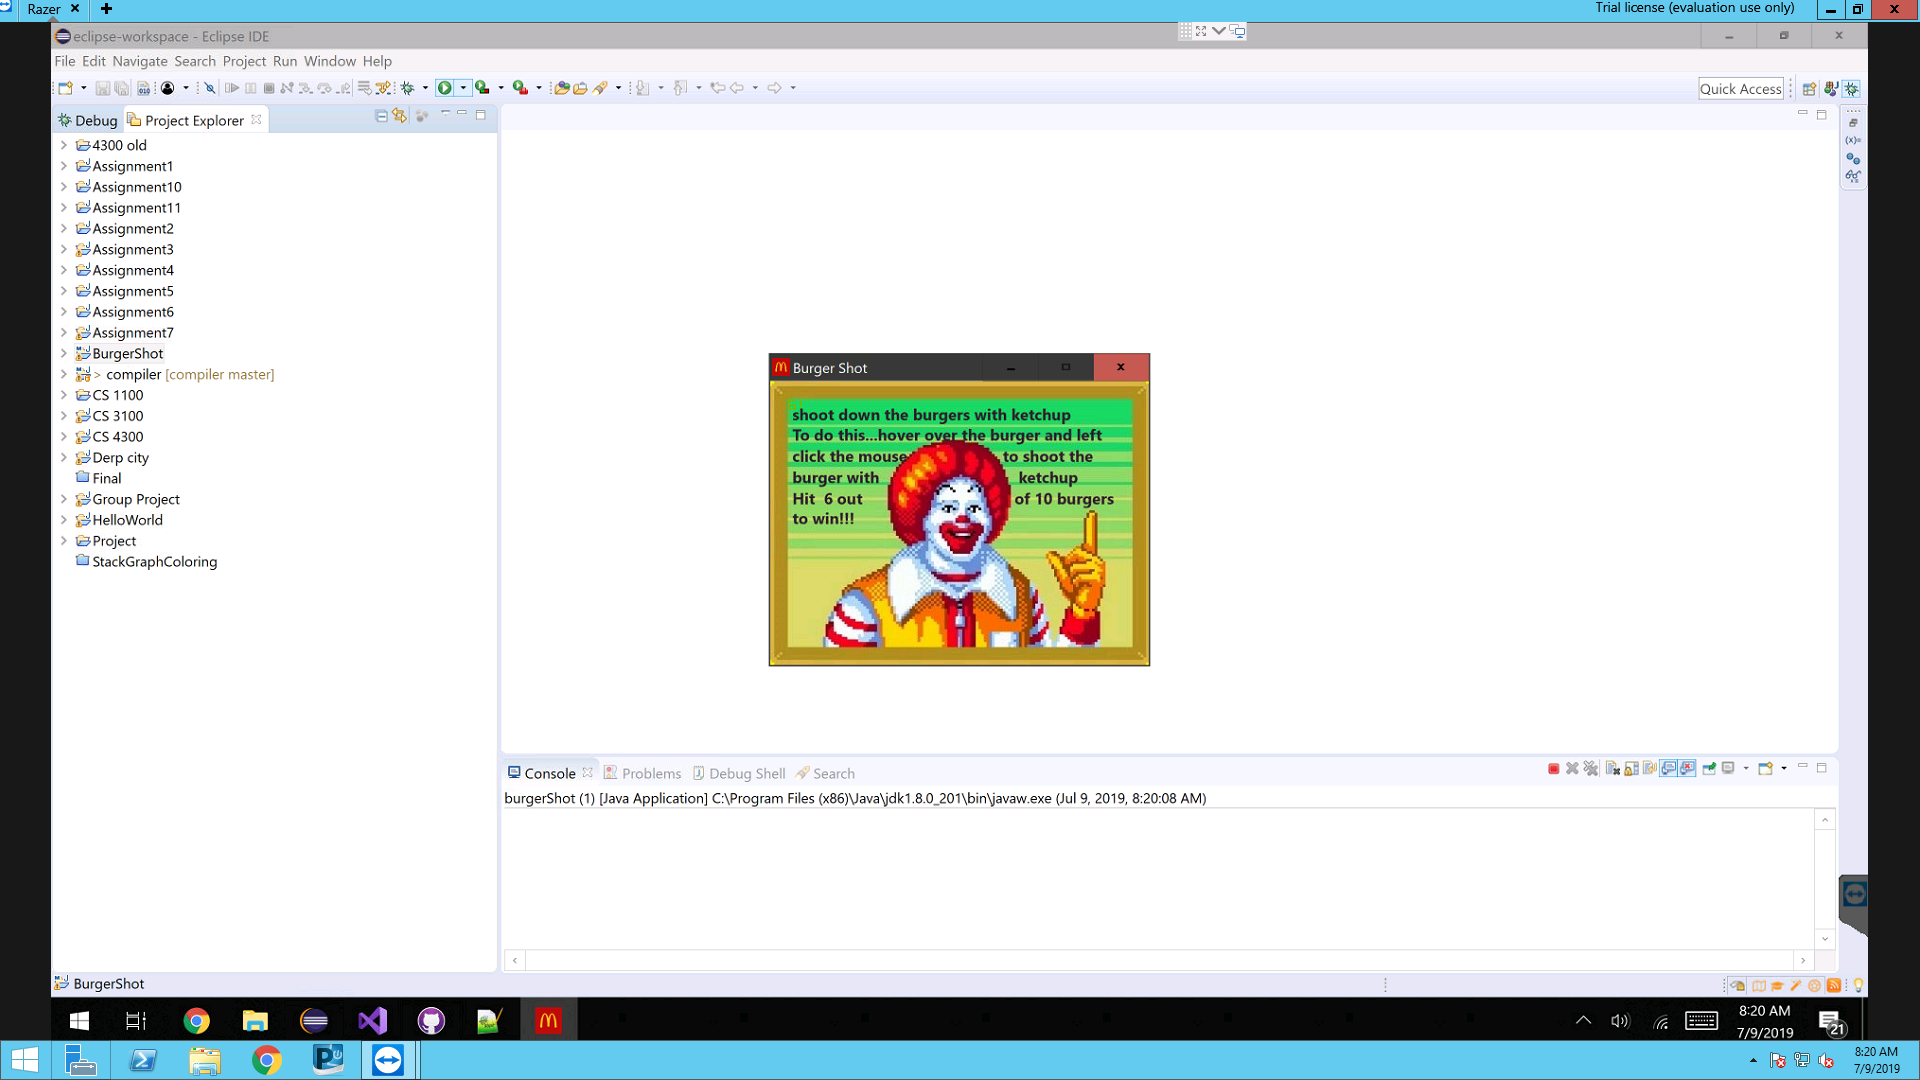 Razer
Trial license (evaluation use only)
eclipse-workspace - Eclipse IDE
File Edit Navigate Search Project Run Window Help
Quick Access
Debug Project Explorer
4300 old
Assignment1
Assignment10
Assignment11
Assignment2
Assignment3
Assignment4
Assignment5
Assignment6
Assignment7
BurgerShot
> compiler [compiler master]
CS 1100
CS 3100
CS 4300
Derp city
Final
Group Project
HelloWorld
Project
StackGraphColoring
Burger Shot
shoot down the burgers with ketchup
To do this...hover over the burger and left
click the mouse to shoot the
burger with ketchup
Hit 6 out of 10 burgers
to win!!!
Console Problems Debug Shell Search
burgerShot (1) [Java Application] C:\Program Files (x86)\Java\jdk1.8.0_201\bin\javaw.exe (Jul 9, 2019, 8:20:08 AM)
BurgerShot
8:20 AM
7/9/2019
21
8:20 AM
7/9/2019